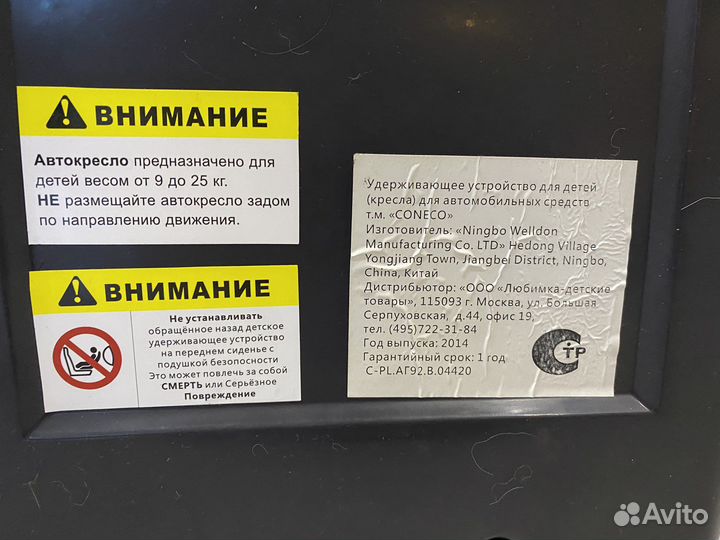 ВНИМАНИЕ
Автокресло предназначено для
детей весом от 9 до 25 кг.
НЕ размещайте автокресло задом
по направлению движения.
ВНИМАНИЕ
Не устанавливать
обращённое назад детское
удерживающее устройство
на переднем сиденье с
подушкой безопасности
Это может повлечь за собой
СМЕРТЬ или Серьёзное
Повреждение
Удерживающее устройство для детей
(кресла) для автомобильных средств
т.м. «CONECO»
Изготовитель: «Ningbo Welldon
Manufacturing Co. LTD» Hedong Village
Yongjiang Town, Jiangbei District, Ningbo,
China, Китай
Дистрибьютор: «ООО «Любимка-детские
товары», 115093 г. Москва, ул. Большая
Серпуховская, д.44, офис 19,
тел. (495)722-31-84
Год выпуска: 2014
Гарантийный срок: 1 год
C-PL.АГ92.В.04420
СТР
Avito